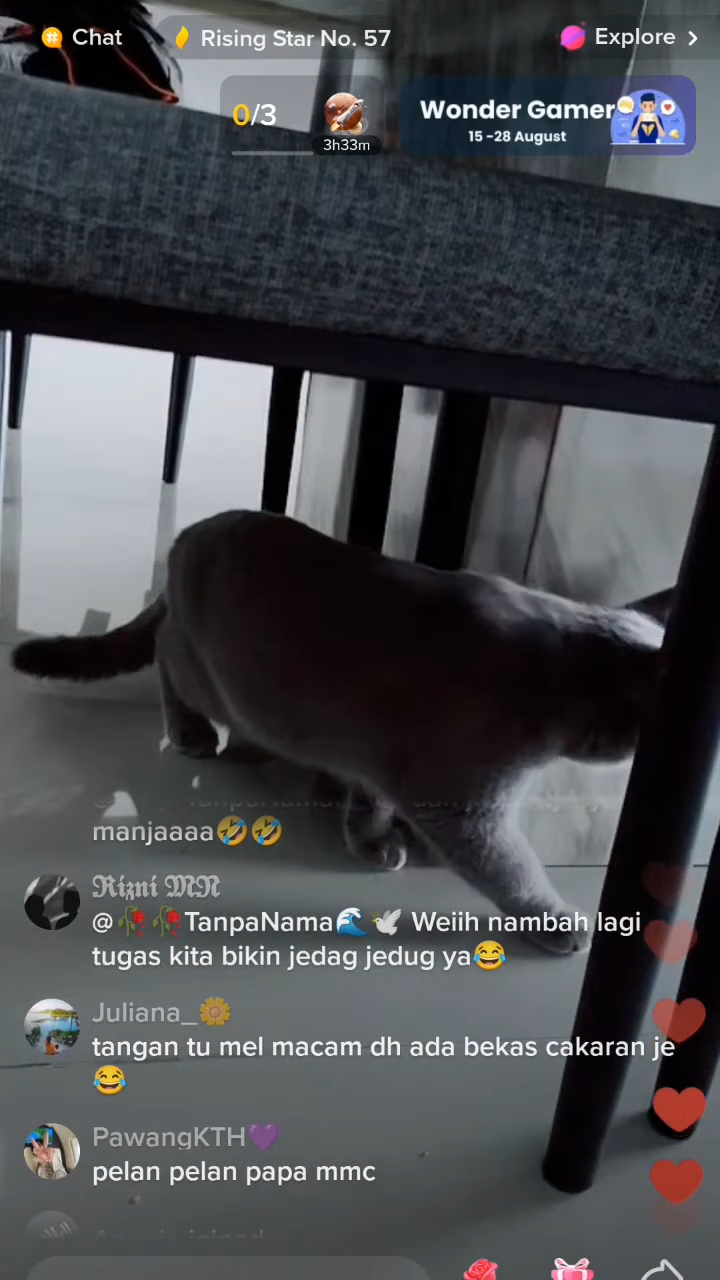 Chat
Rising Star No. 57
Explore
0/3
3h33m
Wonder Gamer
15 -28 August
manjaaaa🤣🤣
ℜ𝔦𝔷𝔫𝔦 𝔐𝔑
@🥀🥀TanpaNama🌊🕊️ Weiih nambah lagi
tugas kita bikin jedag jedug ya😂
Juliana_🌼
tangan tu mel macam dh ada bekas cakaran je
😂
PawangKTH💜
pelan pelan papa mmc